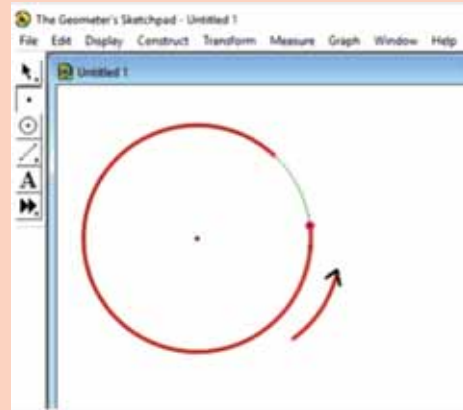 The Geometer's Sketchpad - Untitled 1
File Edit Display Construct Transform Measure Graph Window Help
Untitled 1
A